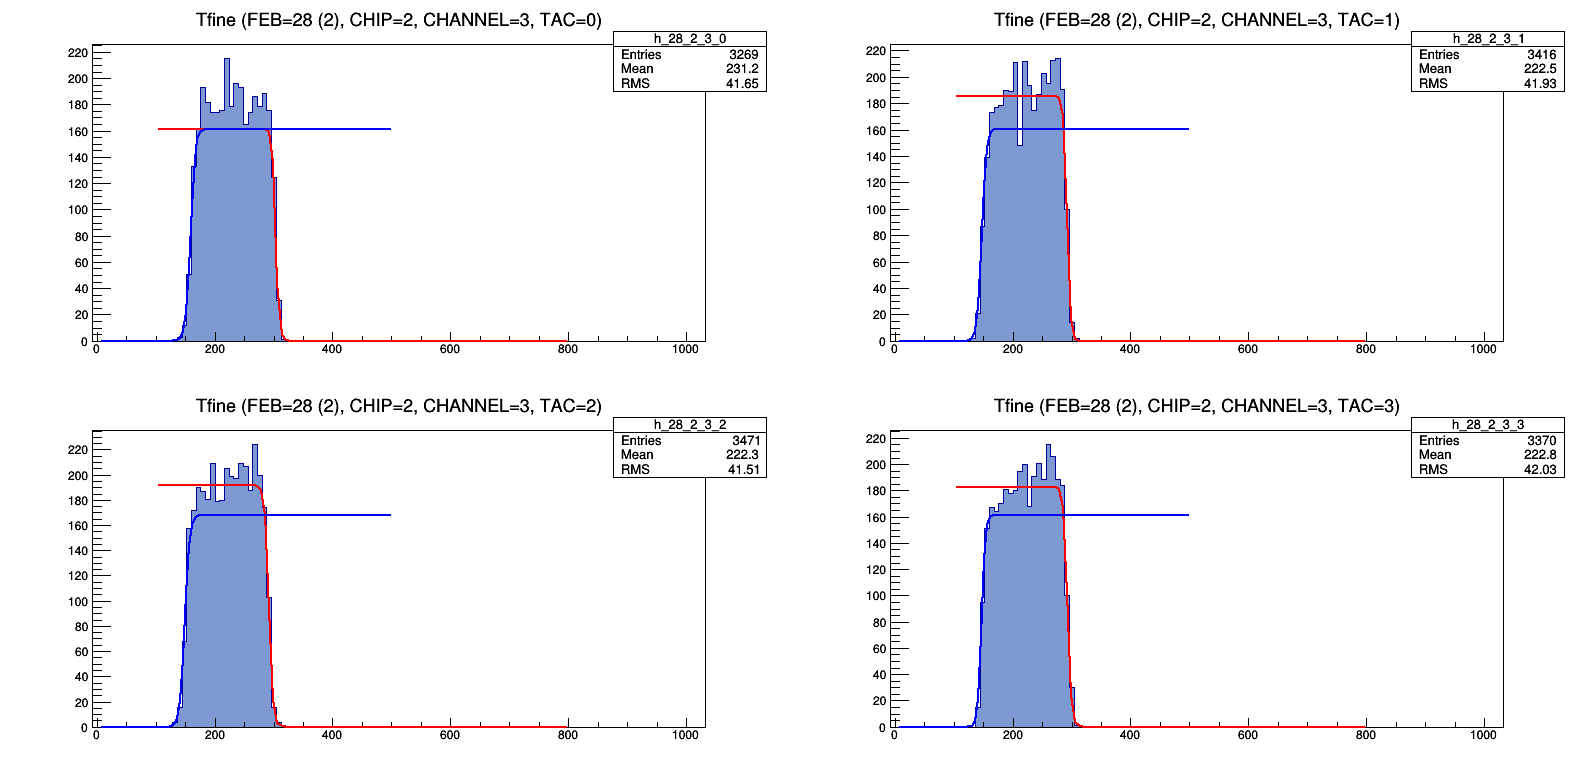 Tfine (FEB=28 (2), CHIP=2, CHANNEL=3, TAC=0)
h_28_2_3_0
Entries 3269
Mean 231.2
RMS 41.65
220
200
180
160
140
120
100
80
60
40
20
0
0 200 400 600 800 1000
Tfine (FEB=28 (2), CHIP=2, CHANNEL=3, TAC=1)
h_28_2_3_1
Entries 3416
Mean 222.5
RMS 41.93
220
200
180
160
140
120
100
80
60
40
20
0
0 200 400 600 800 1000
Tfine (FEB=28 (2), CHIP=2, CHANNEL=3, TAC=2)
h_28_2_3_2
Entries 3471
Mean 222.3
RMS 41.51
220
200
180
160
140
120
100
80
60
40
20
0
0 200 400 600 800 1000
Tfine (FEB=28 (2), CHIP=2, CHANNEL=3, TAC=3)
h_28_2_3_3
Entries 3370
Mean 222.8
RMS 42.03
220
200
180
160
140
120
100
80
60
40
20
0
0 200 400 600 800 1000